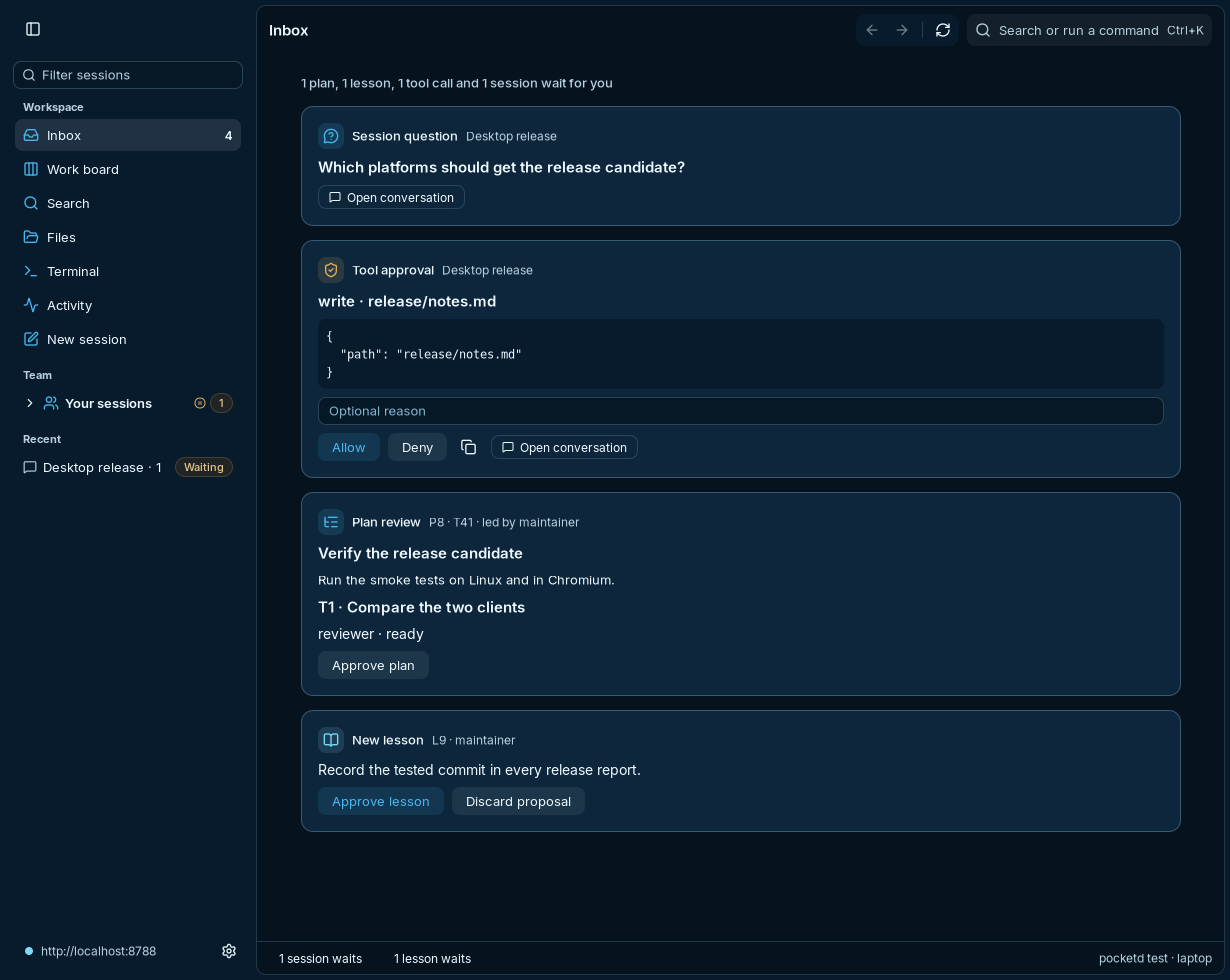 Inbox
Search or run a command Ctrl+K
Filter sessions
Workspace
Inbox 4
Work board
Search
Files
Terminal
Activity
New session
Team
Your sessions 1
Recent
Desktop release · 1 Waiting
http://localhost:8788
1 plan, 1 lesson, 1 tool call and 1 session wait for you
Session question Desktop release
Which platforms should get the release candidate?
Open conversation
Tool approval Desktop release
write · release/notes.md
{
"path": "release/notes.md"
}
Optional reason
Allow Deny Open conversation
Plan review P8 · T41 · led by maintainer
Verify the release candidate
Run the smoke tests on Linux and in Chromium.
T1 · Compare the two clients
reviewer · ready
Approve plan
New lesson L9 · maintainer
Record the tested commit in every release report.
Approve lesson Discard proposal
1 session waits 1 lesson waits
pocketd test · laptop